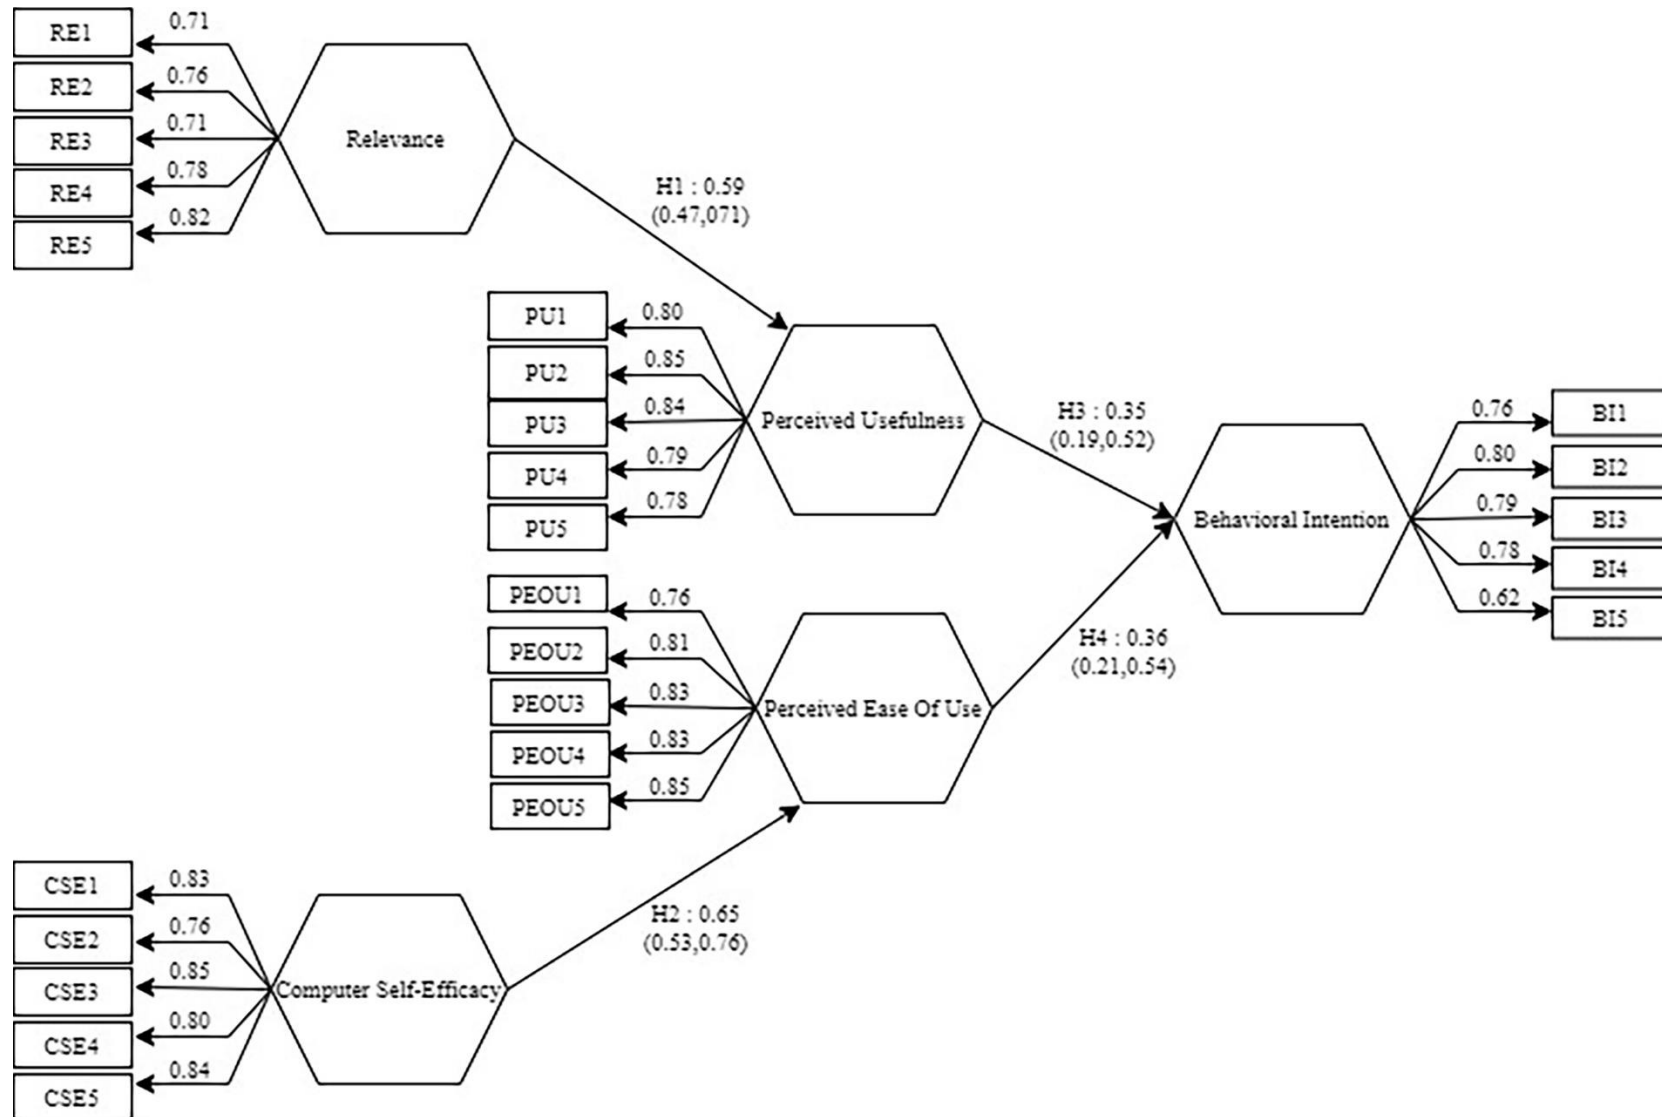 RE1
0.71
RE2
0.76
RE3
0.71
RE4
0.78
RE5
0.82
Relevance
H1 : 0.59
(0.47,071)
PU1
0.80
PU2
0.85
PU3
0.84
PU4
0.79
PU5
0.78
Perceived Usefulness
H3 : 0.35
(0.19,0.52)
PEOU1
0.76
PEOU2
0.81
PEOU3
0.83
PEOU4
0.83
PEOU5
0.85
Perceived Ease Of Use
H4 : 0.36
(0.21,0.54)
Behavioral Intention
0.76
BI1
0.80
BI2
0.79
BI3
0.78
BI4
0.62
BI5
CSE1
0.83
CSE2
0.76
CSE3
0.85
CSE4
0.80
CSE5
0.84
Computer Self-Efficacy
H2 : 0.65
(0.53,0.76)